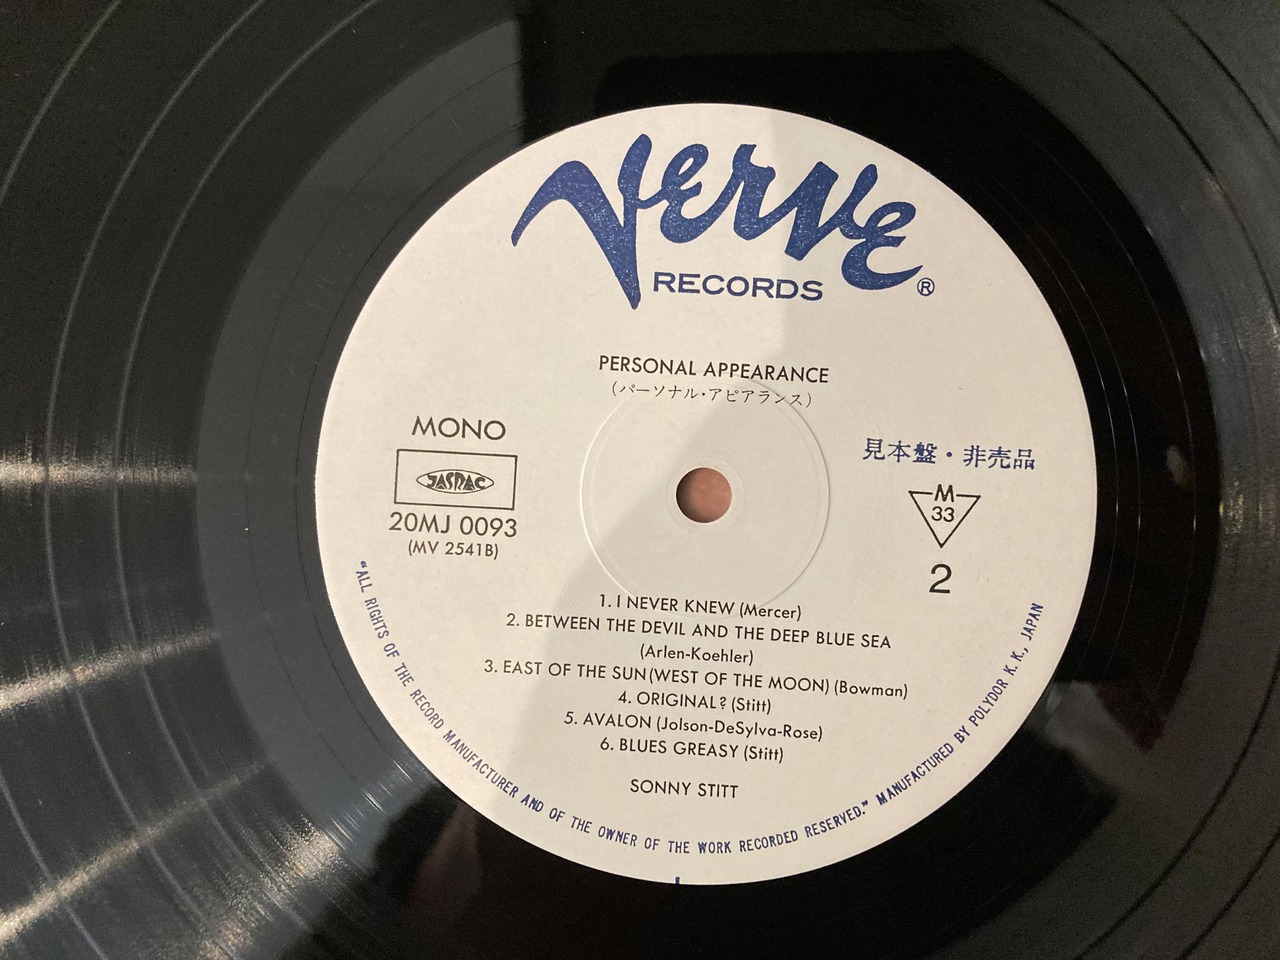 Verve
RECORDS ®
PERSONAL APPEARANCE
(パーソナル・アピアランス)
MONO
JASRAC
20MJ 0093
(MV 2541B)
見本盤・非売品
M
33
2
1. I NEVER KNEW (Mercer)
2. BETWEEN THE DEVIL AND THE DEEP BLUE SEA
(Arlen-Koehler)
3. EAST OF THE SUN (WEST OF THE MOON) (Bowman)
4. ORIGINAL? (Stitt)
5. AVALON (Jolson-DeSylva-Rose)
6. BLUES GREASY (Stitt)
SONNY STITT
"ALL RIGHTS OF THE RECORD MANUFACTURER AND OF THE OWNER OF THE WORK RECORDED RESERVED." MANUFACTURED BY POLYDOR K. K., JAPAN